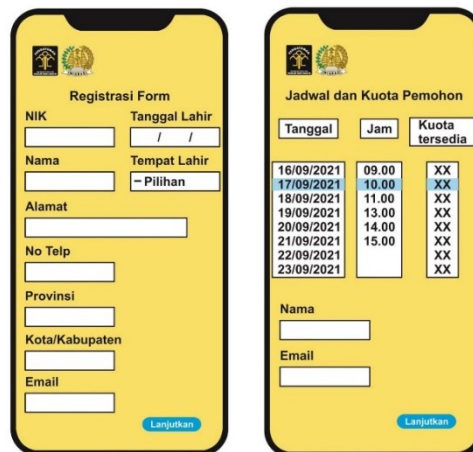 Registrasi Form
NIK
Tanggal Lahir
/ /
Nama
Tempat Lahir
– Pilihan
Alamat
No Telp
Provinsi
Kota/Kabupaten
Email
Lanjutkan
Jadwal dan Kuota Pemohon
Tanggal
Jam
Kuota
tersedia
16/09/2021 09.00 XX
17/09/2021 10.00 XX
18/09/2021 11.00 XX
19/09/2021 13.00 XX
20/09/2021 14.00 XX
21/09/2021 15.00 XX
22/09/2021 XX
23/09/2021 XX
Nama
Email
Lanjutkan